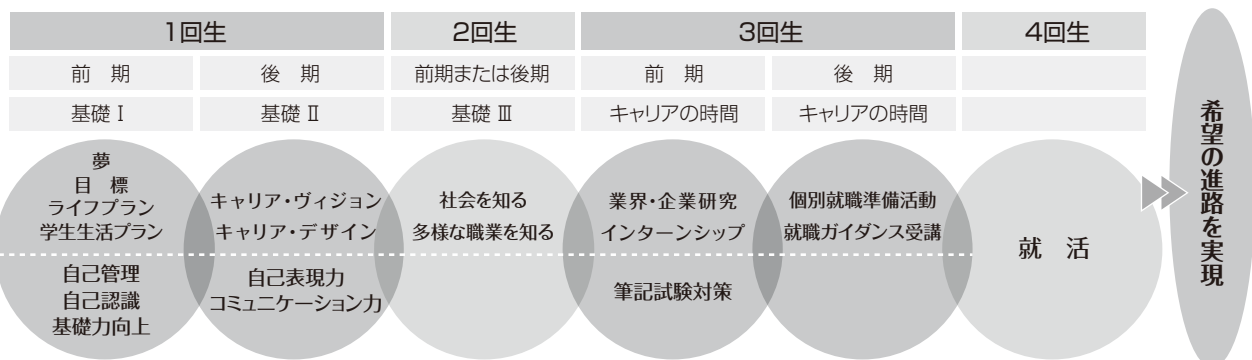 1回生
2回生
3回生
4回生
前　期
後　期
前期または後期
前　期
後　期
基礎 Ⅰ
基礎 Ⅱ
基礎 Ⅲ
キャリアの時間
キャリアの時間
夢
目　標
ライフプラン
学生生活プラン
自己管理
自己認識
基礎力向上
キャリア・ヴィジョン
キャリア・デザイン
自己表現力
コミュニケーション力
社会を知る
多様な職業を知る
業界・企業研究
インターンシップ
筆記試験対策
個別就職準備活動
就職ガイダンス受講
就　活
希望の進路を実現